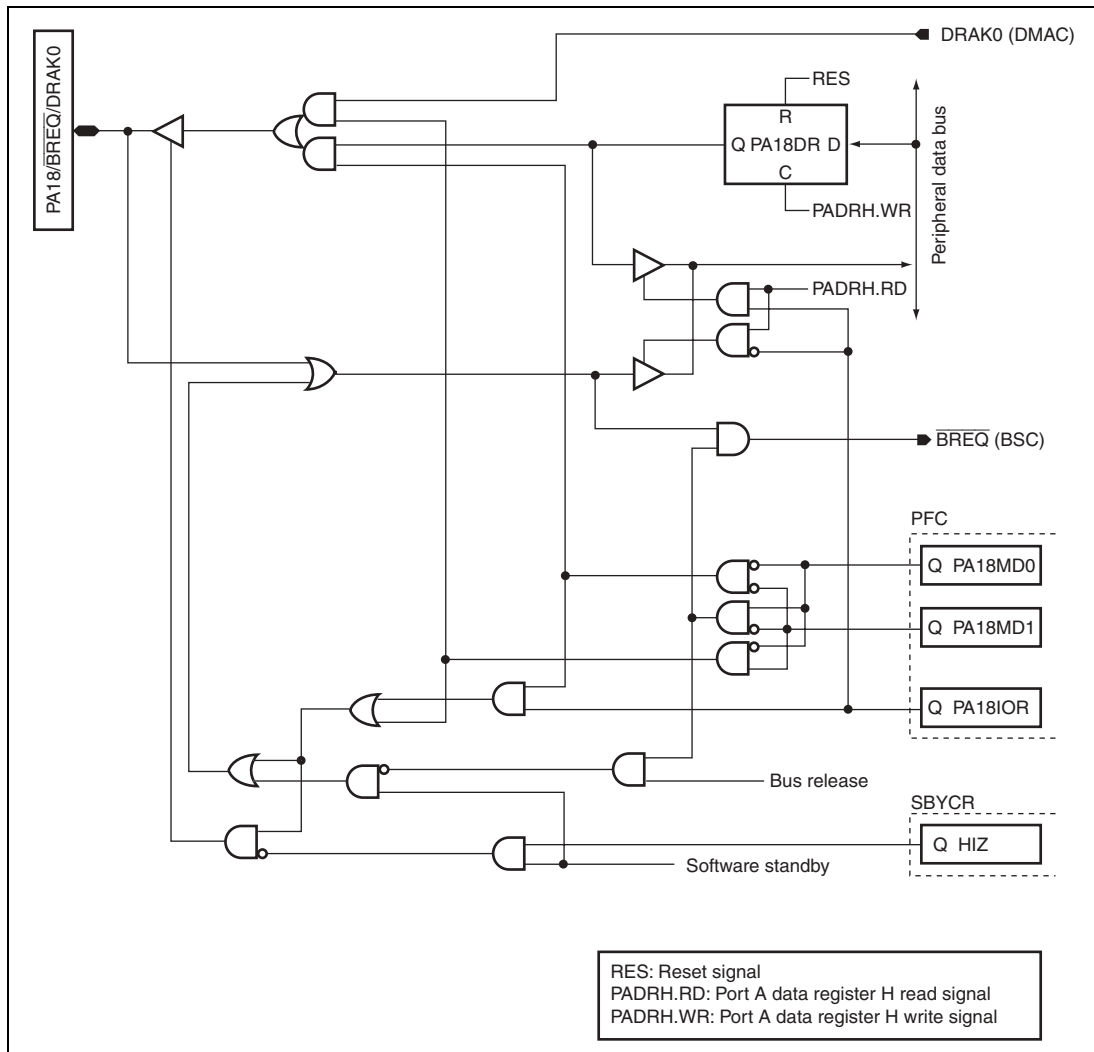 PA18/B̅R̅E̅Q̅/DRAK0
DRAK0 (DMAC)
RES
R
Q PA18DR D
C
PADRH.WR
Peripheral data bus
PADRH.RD
B̅R̅E̅Q̅ (BSC)
PFC
Q PA18MD0
Q PA18MD1
Q PA18IOR
Bus release
SBYCR
Q HIZ
Software standby
RES: Reset signal
PADRH.RD: Port A data register H read signal
PADRH.WR: Port A data register H write signal